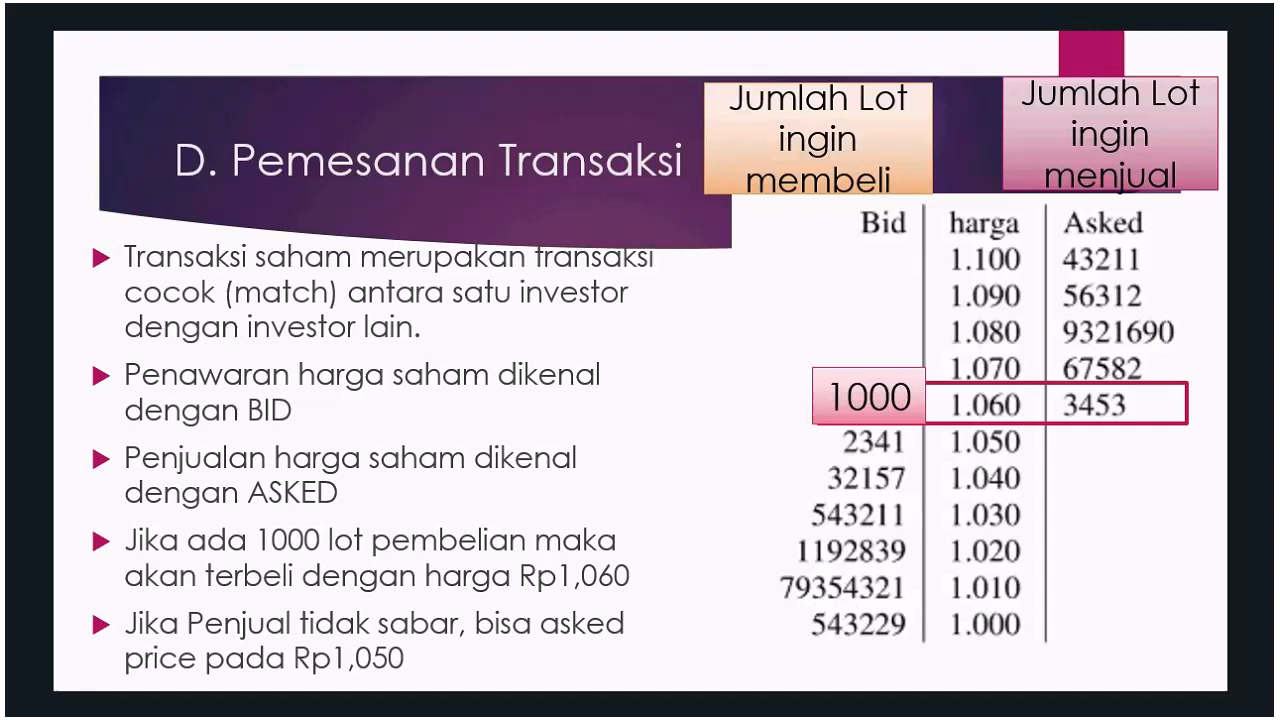 D. Pemesanan Transaksi
Jumlah Lot
ingin
membeli
Jumlah Lot
ingin
menjual
Transaksi saham merupakan transaksi
cocok (match) antara satu investor
dengan investor lain.
Penawaran harga saham dikenal
dengan BID
Penjualan harga saham dikenal
dengan ASKED
Jika ada 1000 lot pembelian maka
akan terbeli dengan harga Rp1,060
Jika Penjual tidak sabar, bisa asked
price pada Rp1,050
Bid harga Asked
1.100 43211
1.090 56312
1.080 9321690
1.070 67582
1000 1.060 3453
2341 1.050
32157 1.040
543211 1.030
1192839 1.020
79354321 1.010
543229 1.000